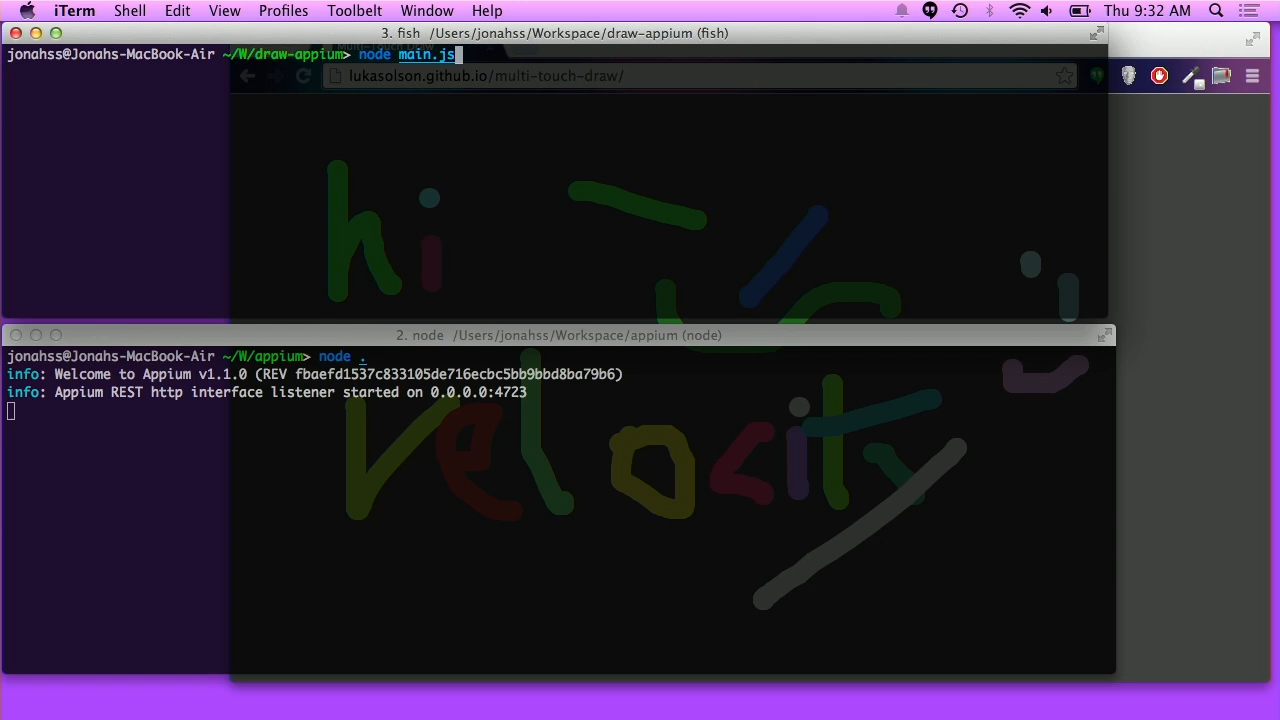 iTerm Shell Edit View Profiles Toolbelt Window Help Thu 9:32 AM
3. fish /Users/jonahss/Workspace/draw-appium (fish)
jonahss@Jonahs-MacBook-Air ~/W/draw-appium> node main.js
Multi-Touch Draw
lukasolson.github.io/multi-touch-draw/
hi
2. node /Users/jonahss/Workspace/appium (node)
jonahss@Jonahs-MacBook-Air ~/W/appium> node .
info: Welcome to Appium v1.1.0 (REV fbaefd1537c833105de716ecbc5bb9bbd8ba79b6)
info: Appium REST http interface listener started on 0.0.0.0:4723
velocity